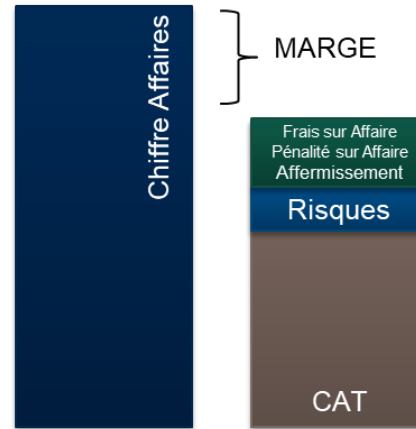 Chiffre Affaires
MARGE
Frais sur Affaire
Pénalité sur Affaire
Affermissement
Risques
CAT